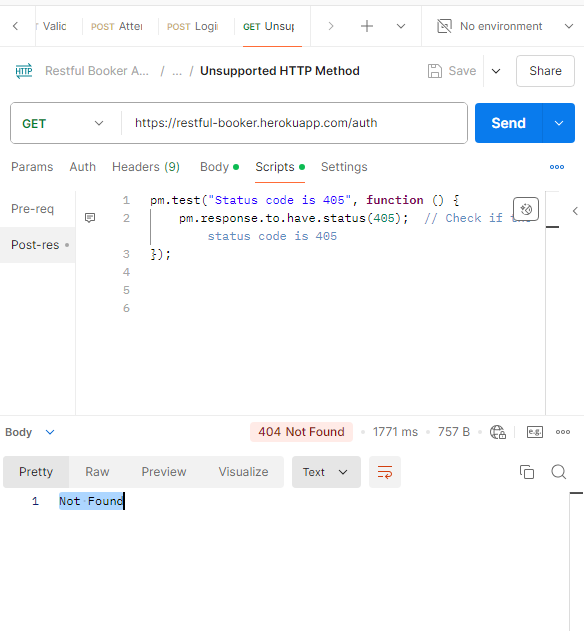 Valic POST Atter POST Logi GET Unsup No environment
HTTP Restful Booker A... / ... / Unsupported HTTP Method Save Share
GET https://restful-booker.herokuapp.com/auth Send
Params Auth Headers (9) Body Scripts Settings
Pre-req
Post-res
1 pm.test("Status code is 405", function () {
2 pm.response.to.have.status(405); // Check if the
status code is 405
3 });
4
5
6
Body 404 Not Found 1771 ms 757 B e.g.
Pretty Raw Preview Visualize Text
1 Not Found